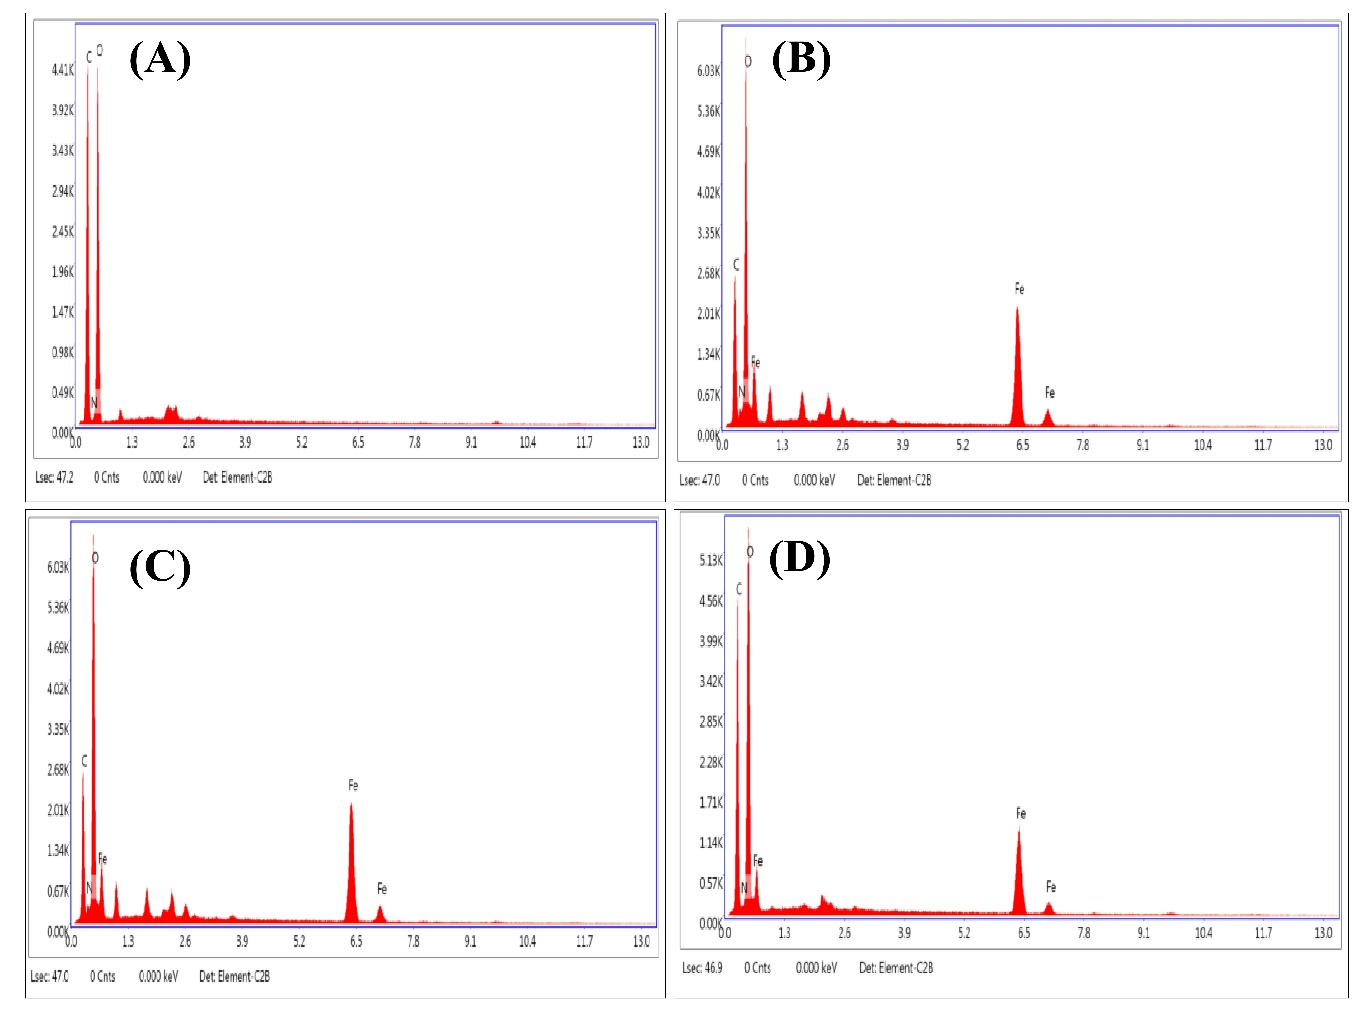 (A)
C O
4.41K
3.92K
3.43K
2.94K
2.45K
1.96K
1.47K
0.98K
0.49K
N
0.00K
0.0 1.3 2.6 3.9 5.2 6.5 7.8 9.1 10.4 11.7 13.0
Lsec: 47.2 0 Cnts 0.000 keV Det: Element-C2B
(B)
O
6.03K
5.36K
4.69K
4.02K
3.35K
C
2.68K
Fe
2.01K
1.34K
Fe
0.67K
N Fe
0.00K
0.0 1.3 2.6 3.9 5.2 6.5 7.8 9.1 10.4 11.7 13.0
Lsec: 47.0 0 Cnts 0.000 keV Det: Element-C2B
(C)
O
6.03K
5.36K
4.69K
4.02K
3.35K
C
2.68K
Fe
2.01K
1.34K
Fe
0.67K
N Fe
0.00K
0.0 1.3 2.6 3.9 5.2 6.5 7.8 9.1 10.4 11.7 13.0
Lsec: 47.0 0 Cnts 0.000 keV Det: Element-C2B
(D)
O
5.13K
C
4.56K
3.99K
3.42K
2.85K
2.28K
1.71K
Fe
1.14K
Fe
0.57K
N Fe
0.00K
0.0 1.3 2.6 3.9 5.2 6.5 7.8 9.1 10.4 11.7 13.0
Lsec: 46.9 0 Cnts 0.000 keV Det: Element-C2B